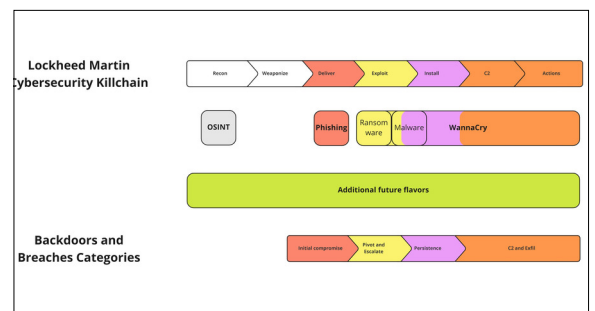 Lockheed Martin
Cybersecurity Killchain
Recon
Weaponize
Deliver
Exploit
Install
C2
Actions
OSINT
Phishing
Ransom
ware
Malware
WannaCry
Additional future flavors
Backdoors and
Breaches Categories
Initial compromise
Pivot and
Escalate
Persistence
C2 and Exfil